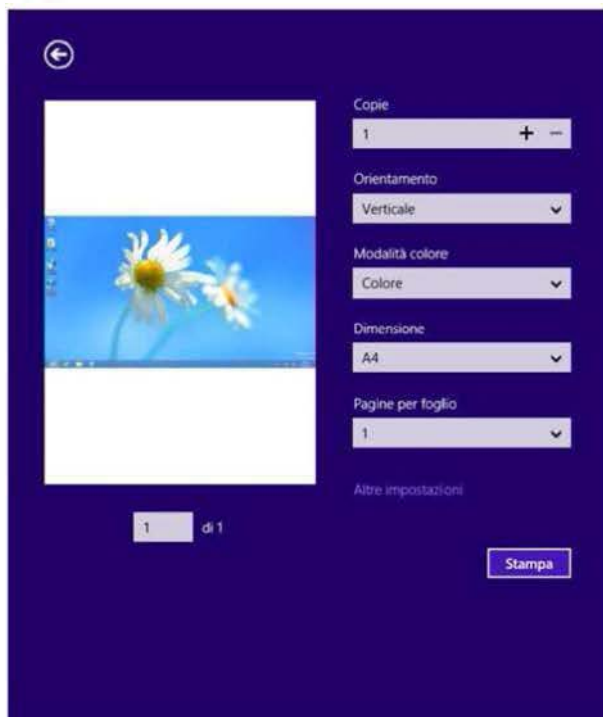 Copie
1
Orientamento
Verticale
Modalità colore
Colore
Dimensione
A4
Pagine per foglio
1
Altre impostazioni
1 di 1
Stampa